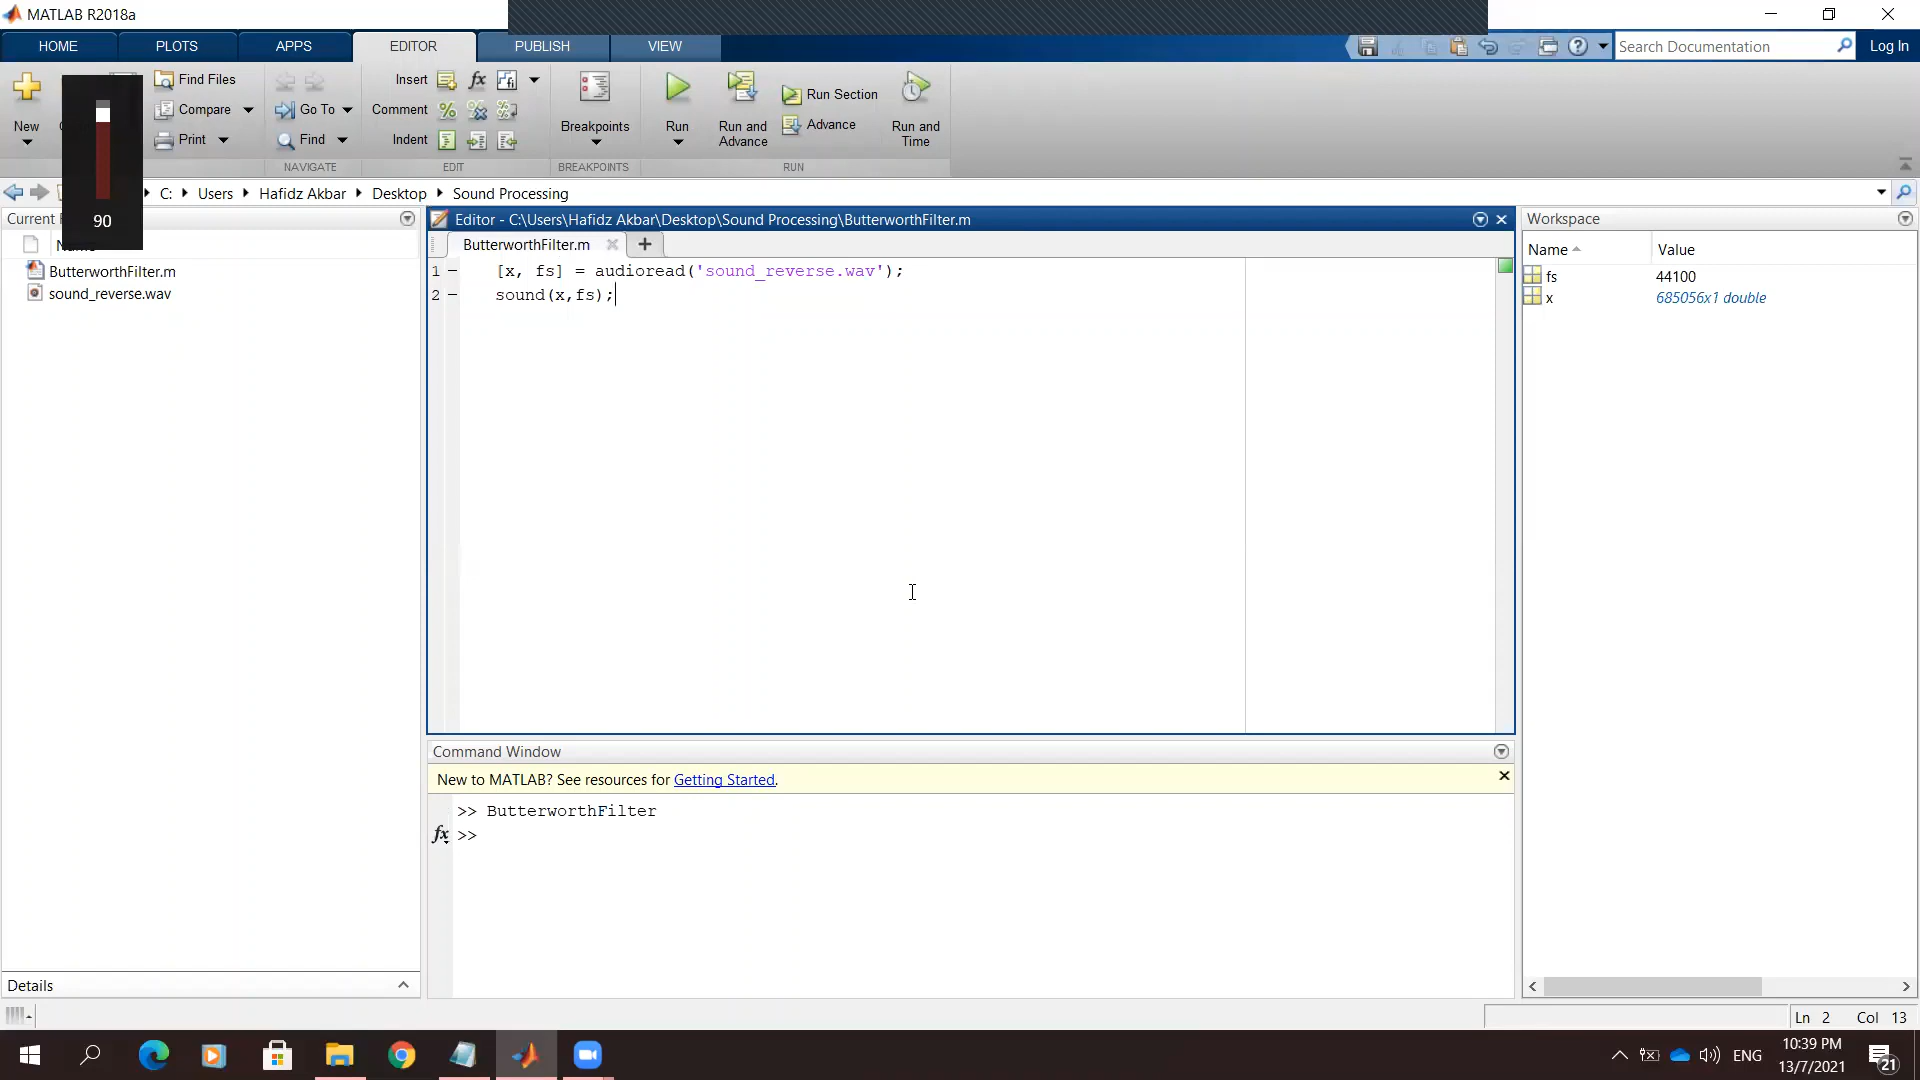 MATLAB R2018a
HOME PLOTS APPS EDITOR PUBLISH VIEW Search Documentation Log In
Find Files Insert
New Compare Go To Comment Breakpoints Run Run and Advance Run Section Run and Time
Print Find Indent Advance
NAVIGATE EDIT BREAKPOINTS RUN
C: Users Hafidz Akbar Desktop Sound Processing
90
Current F
Editor - C:\Users\Hafidz Akbar\Desktop\Sound Processing\ButterworthFilter.m
Workspace
Name
ButterworthFilter.m
sound_reverse.wav
ButterworthFilter.m
1 [x, fs] = audioread('sound_reverse.wav');
2 sound(x,fs);
Name Value
fs 44100
x 685056x1 double
Command Window
New to MATLAB? See resources for Getting Started.
>> ButterworthFilter
fx >>
Details
Ln 2 Col 13
ENG
10:39 PM
13/7/2021
21